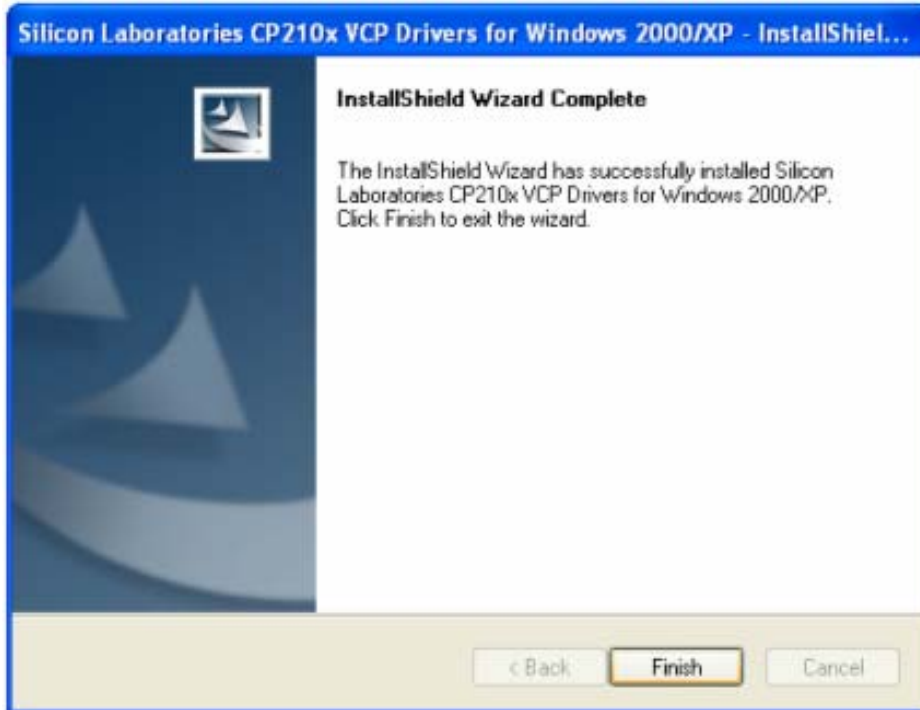 Silicon Laboratories CP210x VCP Drivers for Windows 2000/XP - InstallShiel...
InstallShield Wizard Complete
The InstallShield Wizard has successfully installed Silicon
Laboratories CP210x VCP Drivers for Windows 2000/XP.
Click Finish to exit the wizard.
< Back Finish Cancel